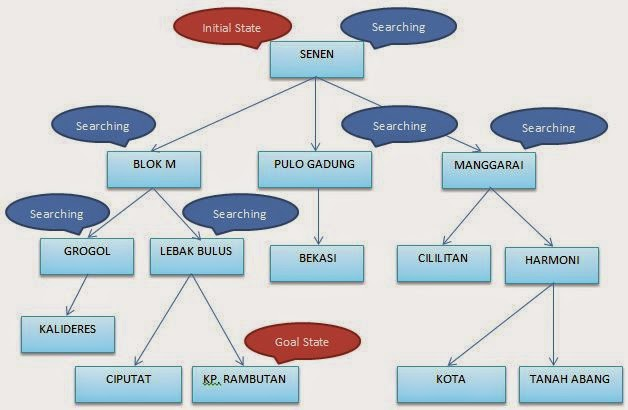 Initial State
Searching
SENEN
Searching
Searching
Searching
BLOK M
PULO GADUNG
MANGGARAI
Searching
Searching
GROGOL
LEBAK BULUS
BEKASI
CILILITAN
HARMONI
KALIDERES
Goal State
CIPUTAT
KP. RAMBUTAN
KOTA
TANAH ABANG